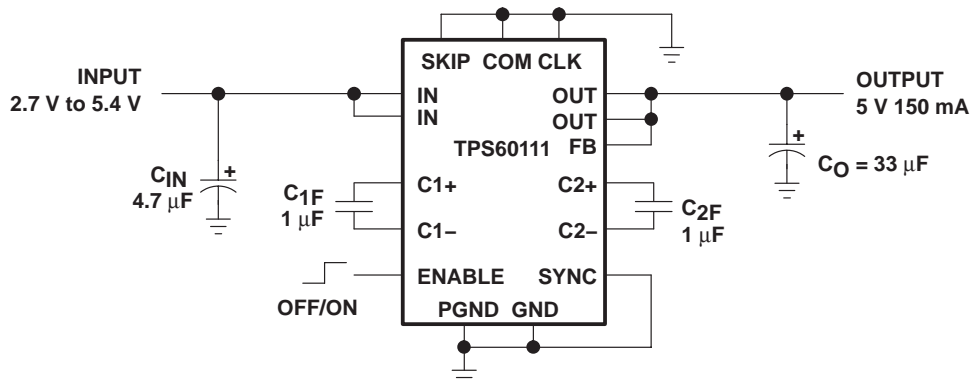 SKIP COM CLK
INPUT
2.7 V to 5.4 V
IN
IN
OUT
OUT
FB
TPS60111
OUTPUT
5 V 150 mA
+
CIN
4.7 μF
+
CO = 33 μF
C1F
1 μF
C1+
C1–
C2+
C2–
C2F
1 μF
OFF/ON
ENABLE
SYNC
PGND GND